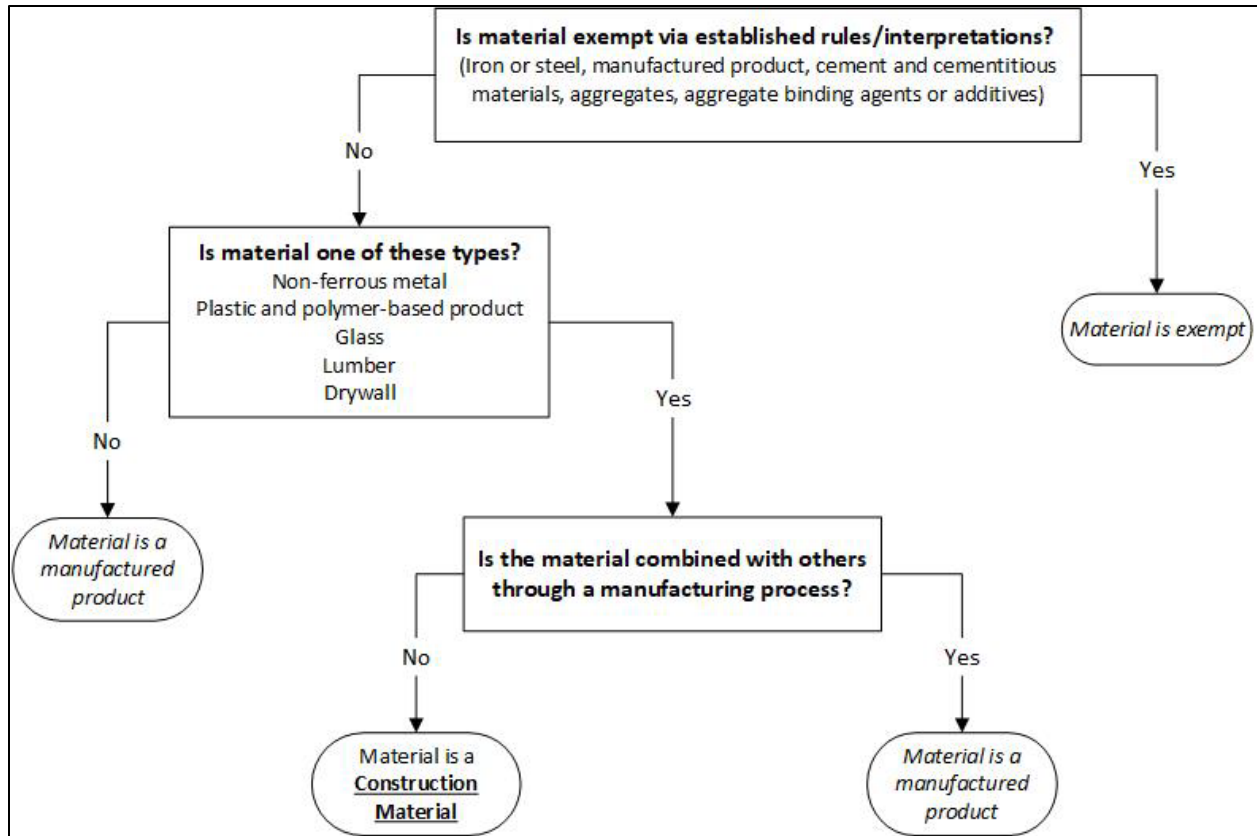 Is material exempt via established rules/interpretations?
(Iron or steel, manufactured product, cement and cementitious
materials, aggregates, aggregate binding agents or additives)
No
Yes
Is material one of these types?
Non-ferrous metal
Plastic and polymer-based product
Glass
Lumber
Drywall
Material is exempt
No
Yes
Material is a
manufactured
product
Is the material combined with others
through a manufacturing process?
No
Yes
Material is a
Construction
Material
Material is a
manufactured
product